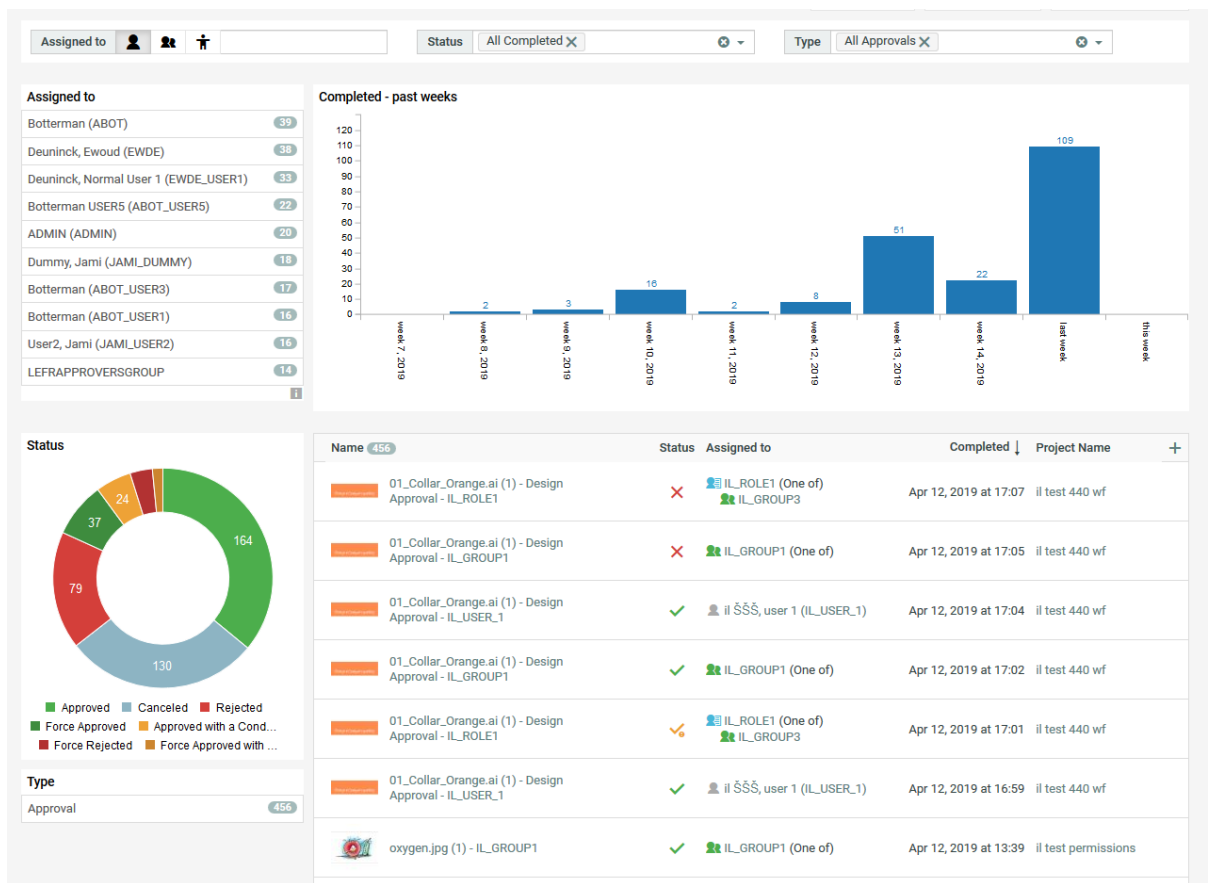 Assigned to
Status All Completed
Type All Approvals
Assigned to
Botterman (ABOT) 39
Deuninck, Ewoud (EWDE) 38
Deuninck, Normal User 1 (EWDE_USER1) 33
Botterman USER5 (ABOT_USER5) 22
ADMIN (ADMIN) 20
Dummy, Jami (JAMI_DUMMY) 18
Botterman (ABOT_USER3) 17
Botterman (ABOT_USER1) 16
User2, Jami (JAMI_USER2) 16
LEFRAPPROVERSGROUP 14
i
Completed - past weeks
120
110
100
90
80
70
60
50
40
30
20
10
0
2
3
16
2
8
51
22
109
week 7, 2019
week 8, 2019
week 9, 2019
week 10, 2019
week 11, 2019
week 12, 2019
week 13, 2019
week 14, 2019
last week
this week
Status
24
37
164
79
130
Approved Canceled Rejected
Force Approved Approved with a Cond...
Force Rejected Force Approved with ...
Type
Approval 456
Name 456 Status Assigned to Completed ↓ Project Name +
01_Collar_Orange.ai (1) - Design
Approval - IL_ROLE1
IL_ROLE1 (One of)
IL_GROUP3
Apr 12, 2019 at 17:07 il test 440 wf
01_Collar_Orange.ai (1) - Design
Approval - IL_GROUP1
IL_GROUP1 (One of)
Apr 12, 2019 at 17:05 il test 440 wf
01_Collar_Orange.ai (1) - Design
Approval - IL_USER_1
il ŠŠŠ, user 1 (IL_USER_1)
Apr 12, 2019 at 17:04 il test 440 wf
01_Collar_Orange.ai (1) - Design
Approval - IL_GROUP1
IL_GROUP1 (One of)
Apr 12, 2019 at 17:02 il test 440 wf
01_Collar_Orange.ai (1) - Design
Approval - IL_ROLE1
IL_ROLE1 (One of)
IL_GROUP3
Apr 12, 2019 at 17:01 il test 440 wf
01_Collar_Orange.ai (1) - Design
Approval - IL_USER_1
il ŠŠŠ, user 1 (IL_USER_1)
Apr 12, 2019 at 16:59 il test 440 wf
oxygen.jpg (1) - IL_GROUP1
IL_GROUP1 (One of)
Apr 12, 2019 at 13:39 il test permissions